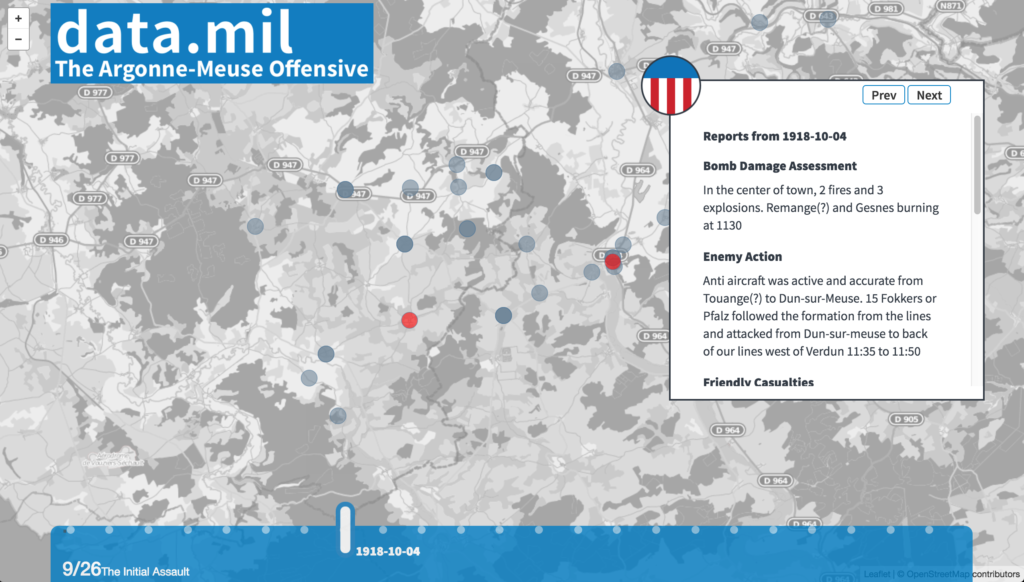 +
−
data.mil
The Argonne-Meuse Offensive
D 981
N871
D 947
D 947
D 977
D 977
D 947
D 947
D 947
D 947
D 964
D 977
D 946
D 947
D 964
Prev
Next
Reports from 1918-10-04
Bomb Damage Assessment
In the center of town, 2 fires and 3
explosions. Remange(?) and Gesnes burning
at 1130
Enemy Action
Anti aircraft was active and accurate from
Touange(?) to Dun-sur-Meuse. 15 Fokkers or
Pfalz followed the formation from the lines
and attacked from Dun-sur-meuse to back
of our lines west of Verdun 11:35 to 11:50
Friendly Casualties
D 905
D 964
D 964
D 964
1918-10-04
9/26 The Initial Assault
Leaflet | © OpenStreetMap contributors